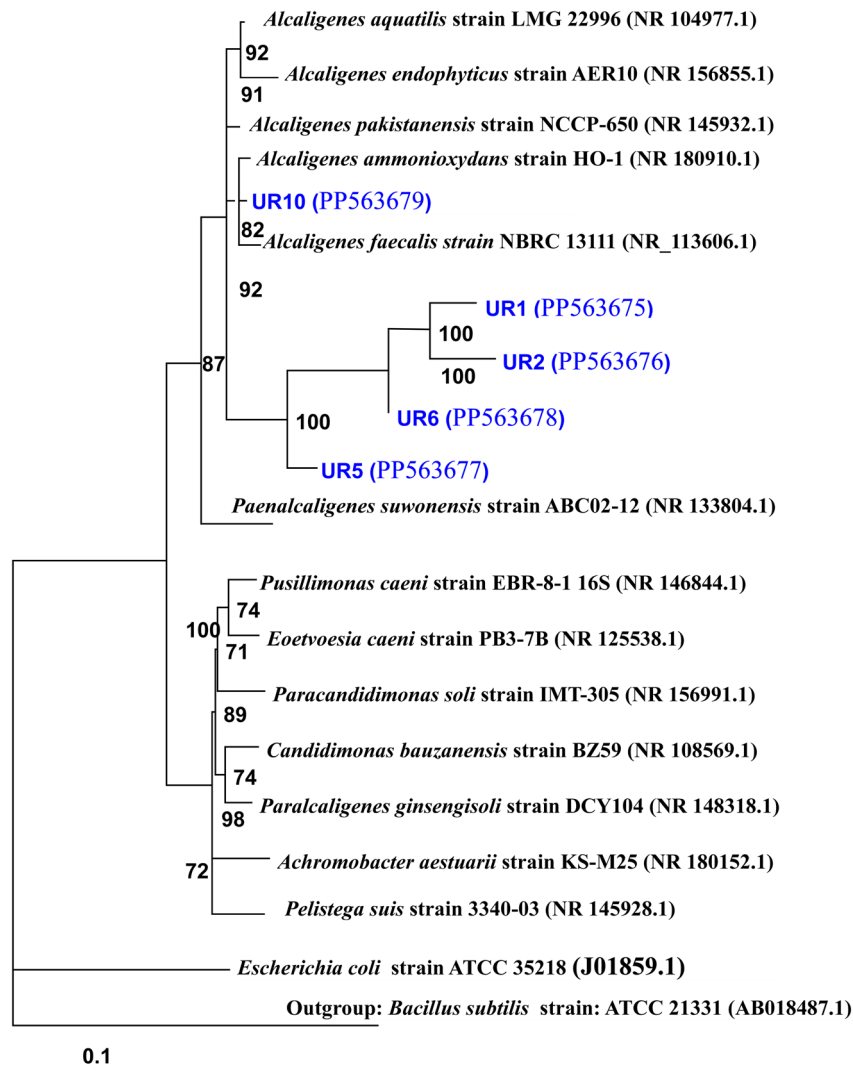 Alcaligenes aquatilis strain LMG 22996 (NR 104977.1)
92
Alcaligenes endophyticus strain AER10 (NR 156855.1)
91
Alcaligenes pakistanensis strain NCCP-650 (NR 145932.1)
Alcaligenes ammonioxydans strain HO-1 (NR 180910.1)
UR10 (PP563679)
82
Alcaligenes faecalis strain NBRC 13111 (NR_113606.1)
92
UR1 (PP563675)
100
87
UR2 (PP563676)
100
UR6 (PP563678)
100
UR5 (PP563677)
Paenalcaligenes suwonensis strain ABC02-12 (NR 133804.1)
Pusillimonas caeni strain EBR-8-1 16S (NR 146844.1)
74
100
Eoetvoesia caeni strain PB3-7B (NR 125538.1)
71
Paracandidimonas soli strain IMT-305 (NR 156991.1)
89
Candidimonas bauzanensis strain BZ59 (NR 108569.1)
74
Paralcaligenes ginsengisoli strain DCY104 (NR 148318.1)
98
Achromobacter aestuarii strain KS-M25 (NR 180152.1)
72
Pelistega suis strain 3340-03 (NR 145928.1)
Escherichia coli strain ATCC 35218 (J01859.1)
Outgroup: Bacillus subtilis strain: ATCC 21331 (AB018487.1)
0.1